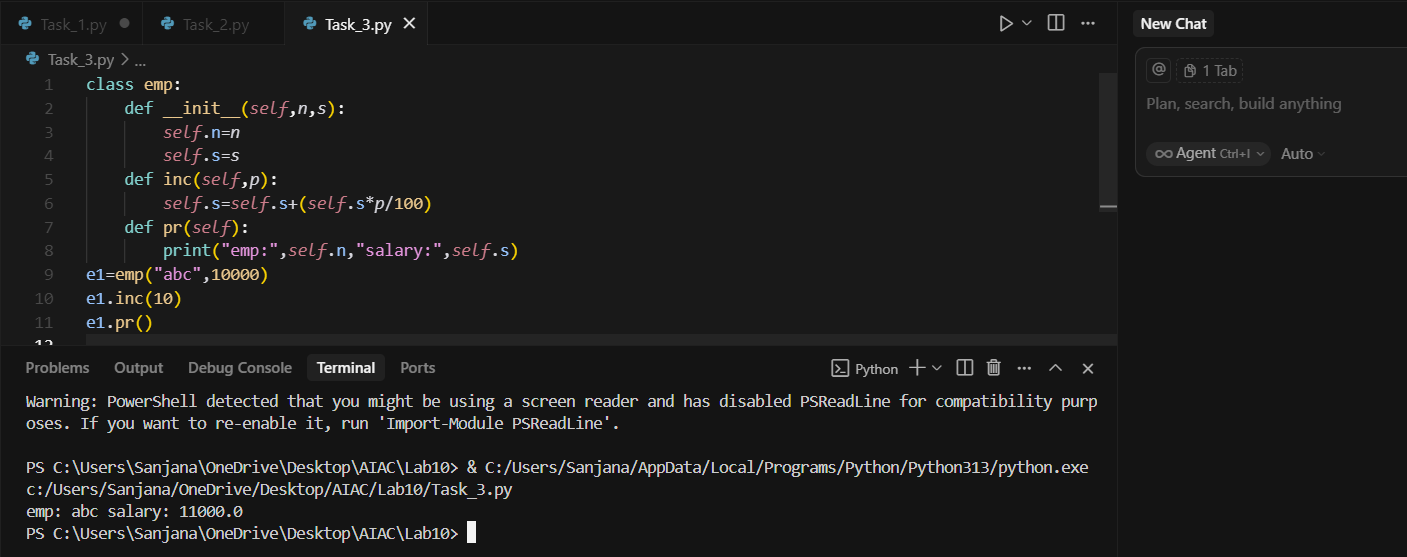 Task_1.py
Task_2.py
Task_3.py
New Chat
Task_3.py > ...
@ 1 Tab
Plan, search, build anything
Agent Ctrl+I
Auto
1 class emp:
2     def __init__(self,n,s):
3         self.n=n
4         self.s=s
5     def inc(self,p):
6         self.s=self.s+(self.s*p/100)
7     def pr(self):
8         print("emp:",self.n,"salary:",self.s)
9 e1=emp("abc",10000)
10 e1.inc(10)
11 e1.pr()
12
Problems Output Debug Console Terminal Ports
Python
Warning: PowerShell detected that you might be using a screen reader and has disabled PSReadLine for compatibility purp
oses. If you want to re-enable it, run 'Import-Module PSReadLine'.
PS C:\Users\Sanjana\OneDrive\Desktop\AIAC\Lab10> & C:/Users/Sanjana/AppData/Local/Programs/Python/Python313/python.exe
c:/Users/Sanjana/OneDrive/Desktop/AIAC/Lab10/Task_3.py
emp: abc salary: 11000.0
PS C:\Users\Sanjana\OneDrive\Desktop\AIAC\Lab10>